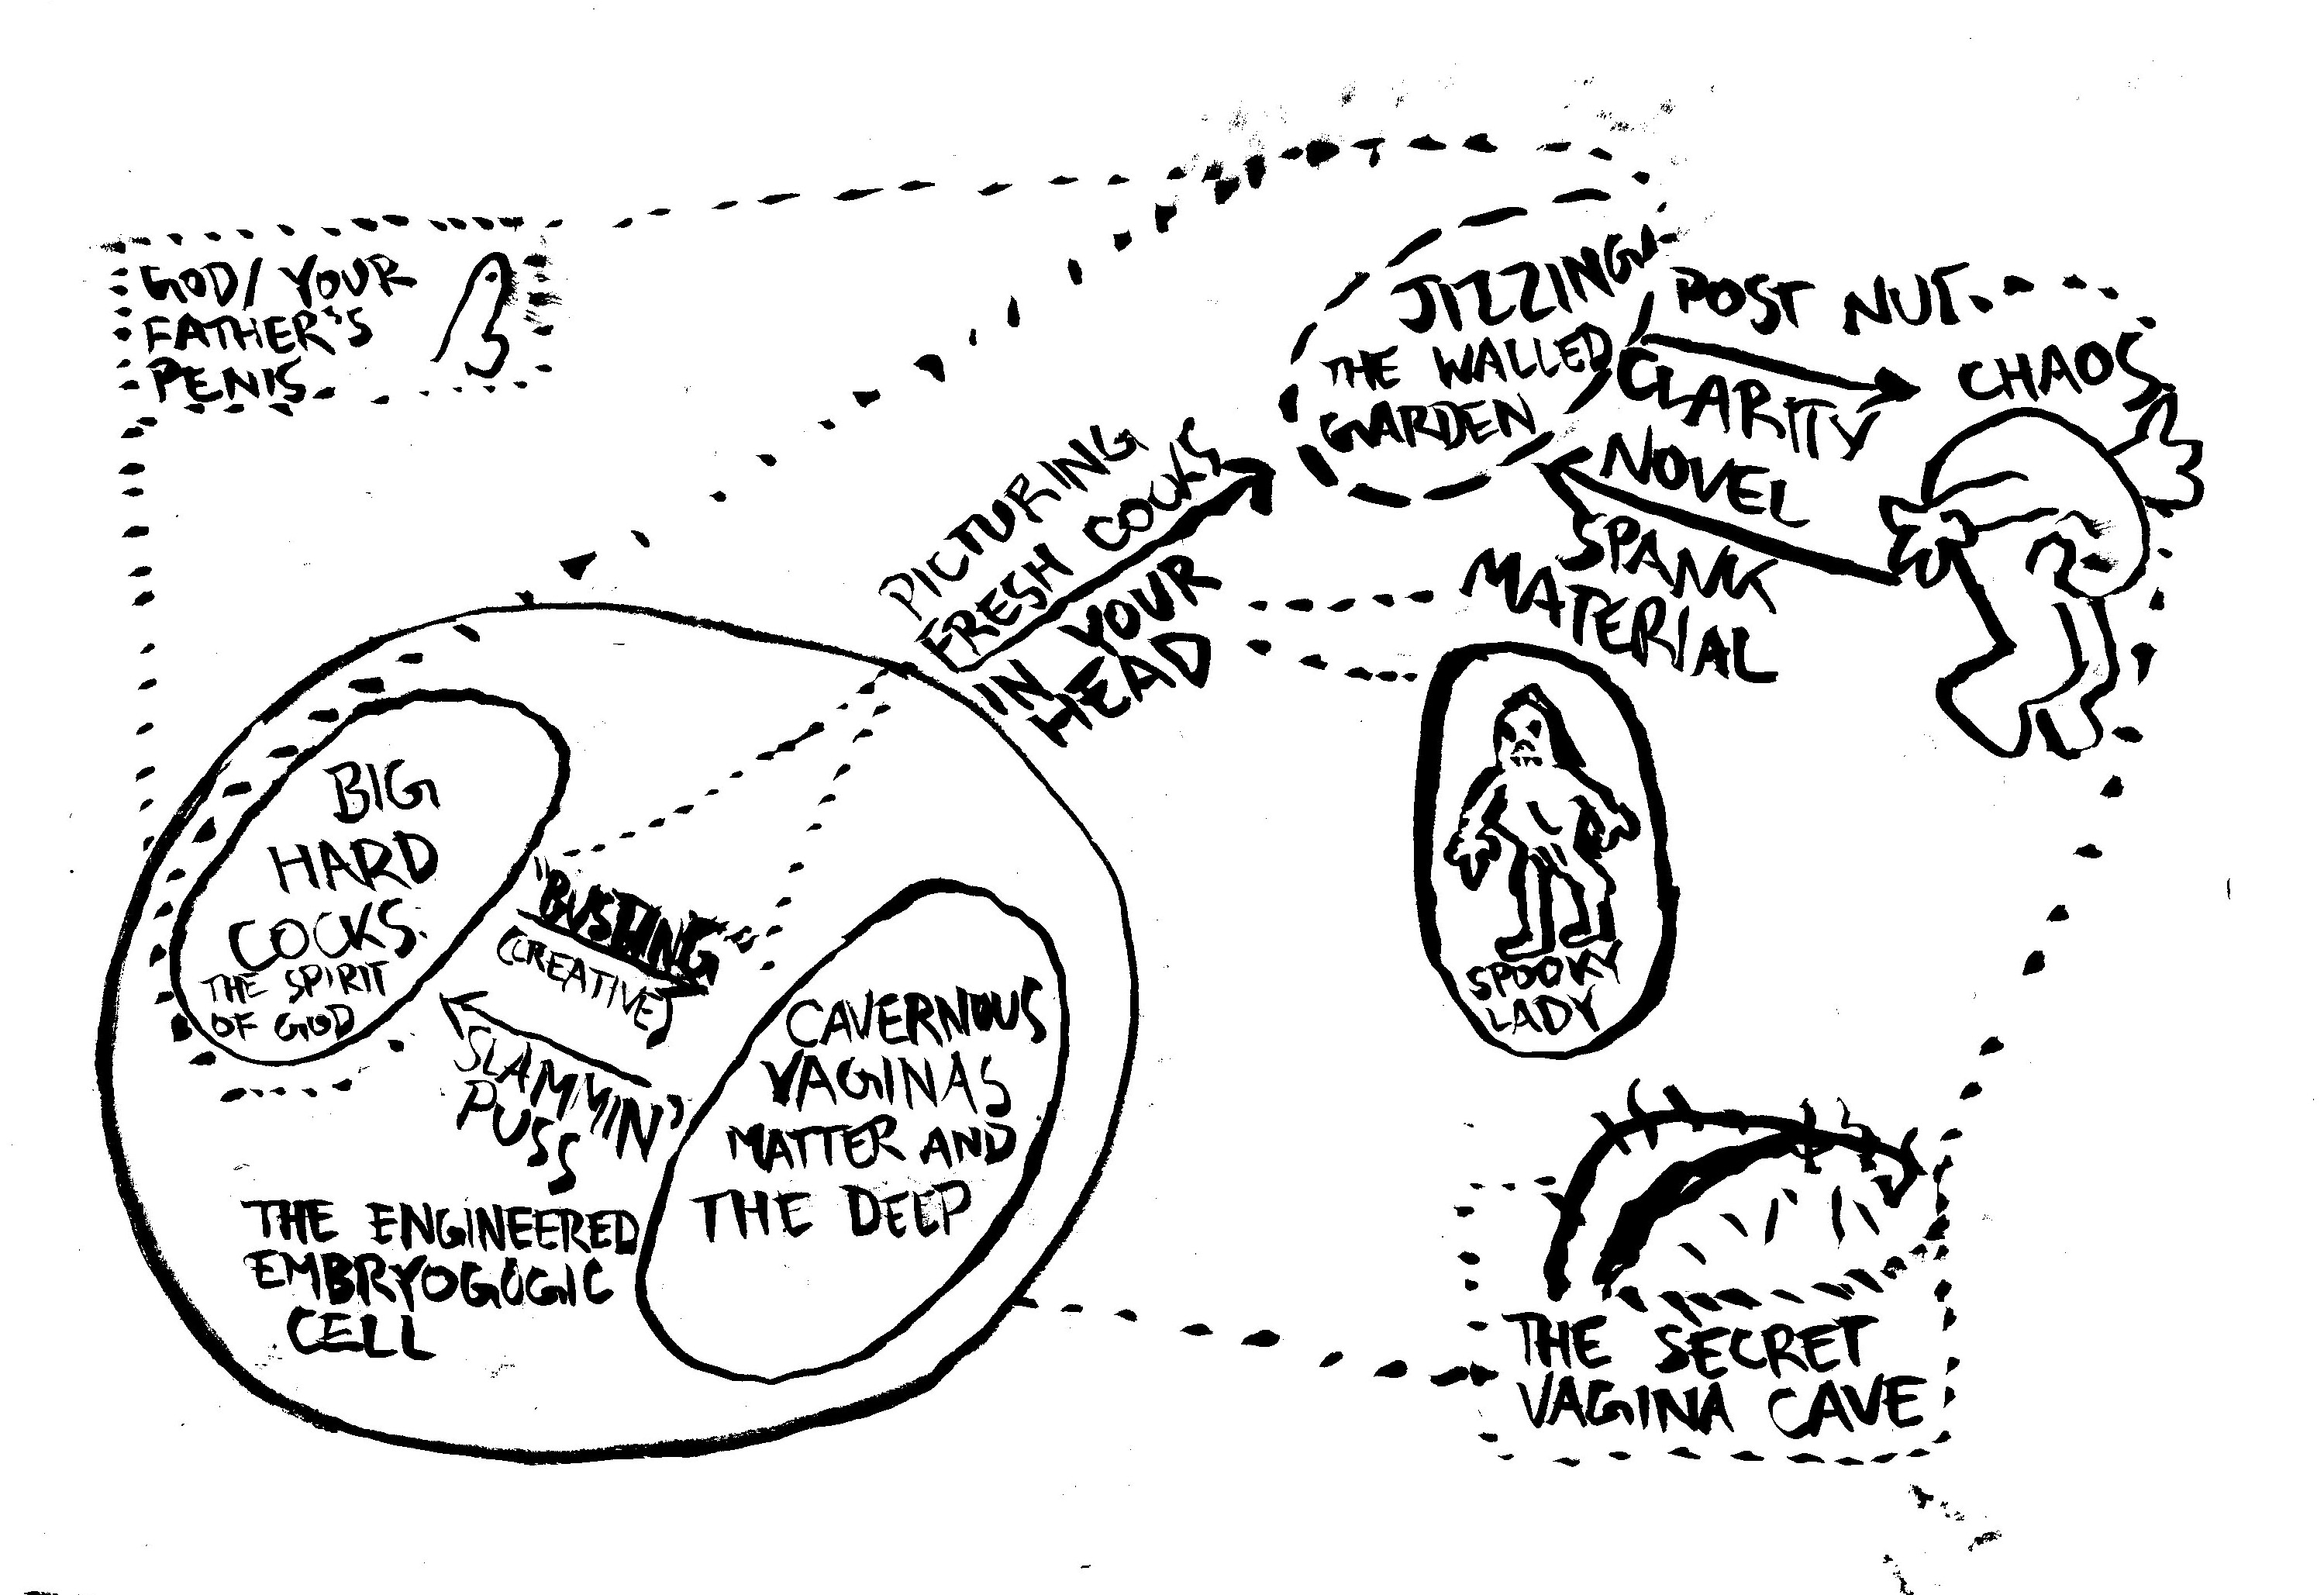 GOD/ YOUR
FATHER'S
PENIS
JIZZING
THE WALLED
GARDEN
POST NUT
CLARITY
CHAOS
NOVEL
SPANK
MATERIAL
PICTURING
FRESH COCKS
IN YOUR
HEAD
BIG
HARD
COCKS
THE SPIRIT
OF GOD
"BUSTING"
(CREATIVE)
SLAMMIN'
PUSS
CAVERNOUS
VAGINAS
MATTER AND
THE DEEP
THE ENGINEERED
EMBRYOGOGIC
CELL
SPOOKY
LADY
THE SECRET
VAGINA CAVE